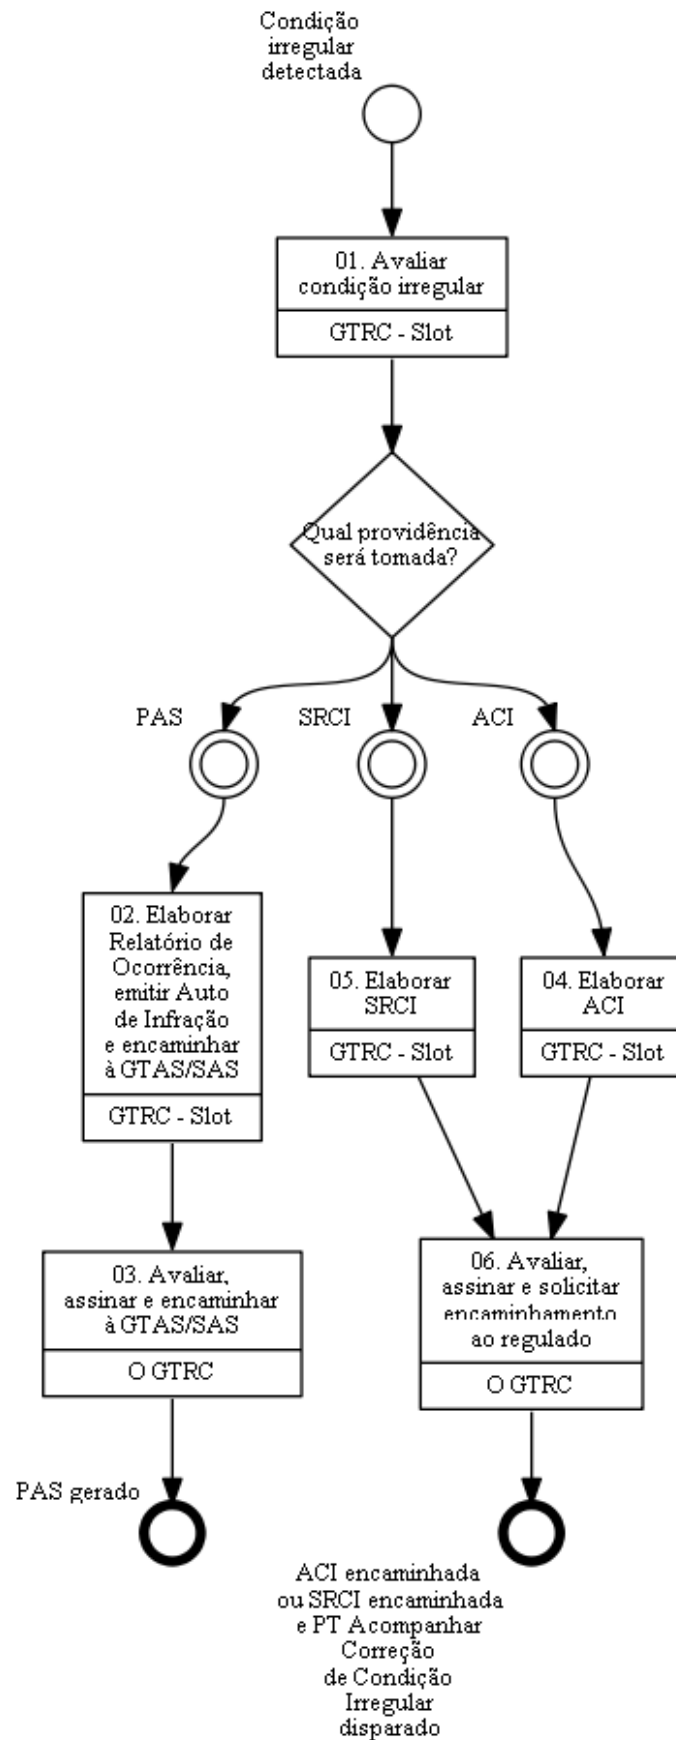 Condição
irregular
detectada
01. Avaliar
condição irregular
GTRC - Slot
Qual providência
será tomada?
PAS
SRCI
ACI
02. Elaborar
Relatório de
Ocorrência,
emitir Auto
de Infração
e encaminhar
à GTAS/SAS
GTRC - Slot
05. Elaborar
SRCI
GTRC - Slot
04. Elaborar
ACI
GTRC - Slot
03. Avaliar,
assinar e encaminhar
à GTAS/SAS
O GTRC
06. Avaliar,
assinar e solicitar
encaminhamento
ao regulado
O GTRC
PAS gerado
ACI encaminhada
ou SRCI encaminhada
e PT Acompanhar
Correção
de Condição
Irregular
disparado